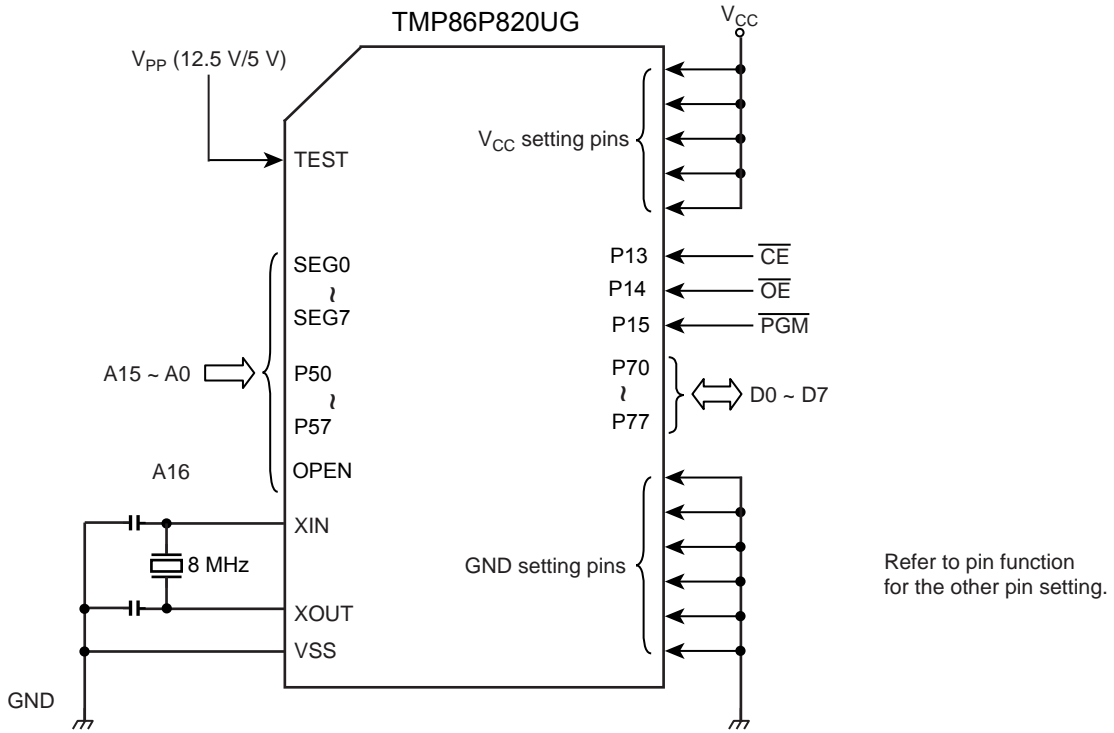 TMP86P820UG
VCC
VPP (12.5 V/5 V)
VCC setting pins
TEST
P13
CE
SEG0
P14
OE
~
SEG7
P15
PGM
A15 ~ A0
P50
P70
~
~
D0 ~ D7
P57
P77
A16
OPEN
XIN
8 MHz
GND setting pins
Refer to pin function
for the other pin setting.
XOUT
VSS
GND